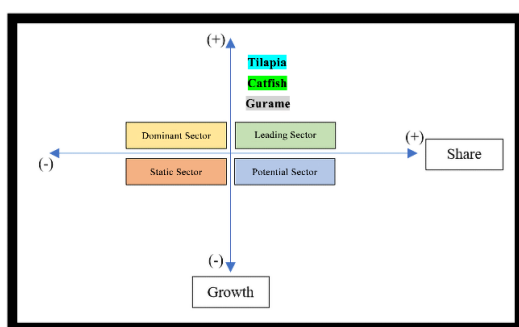 (+)
Tilapia
Catfish
Gurame
Dominant Sector
Leading Sector
(+)
Share
(-)
Static Sector
Potential Sector
(-)
Growth